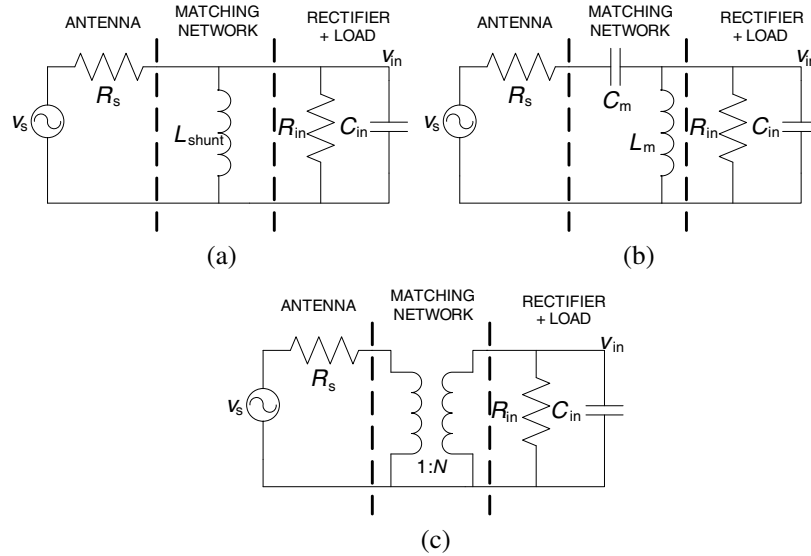 ANTENNA
MATCHING
NETWORK
RECTIFIER
+ LOAD
Rs
vs
Lshunt
Rin
Cin
vin
(a)
ANTENNA
MATCHING
NETWORK
RECTIFIER
+ LOAD
Rs
vs
Cm
Lm
Rin
Cin
vin
(b)
ANTENNA
MATCHING
NETWORK
RECTIFIER
+ LOAD
Rs
vs
1:N
Rin
Cin
vin
(c)